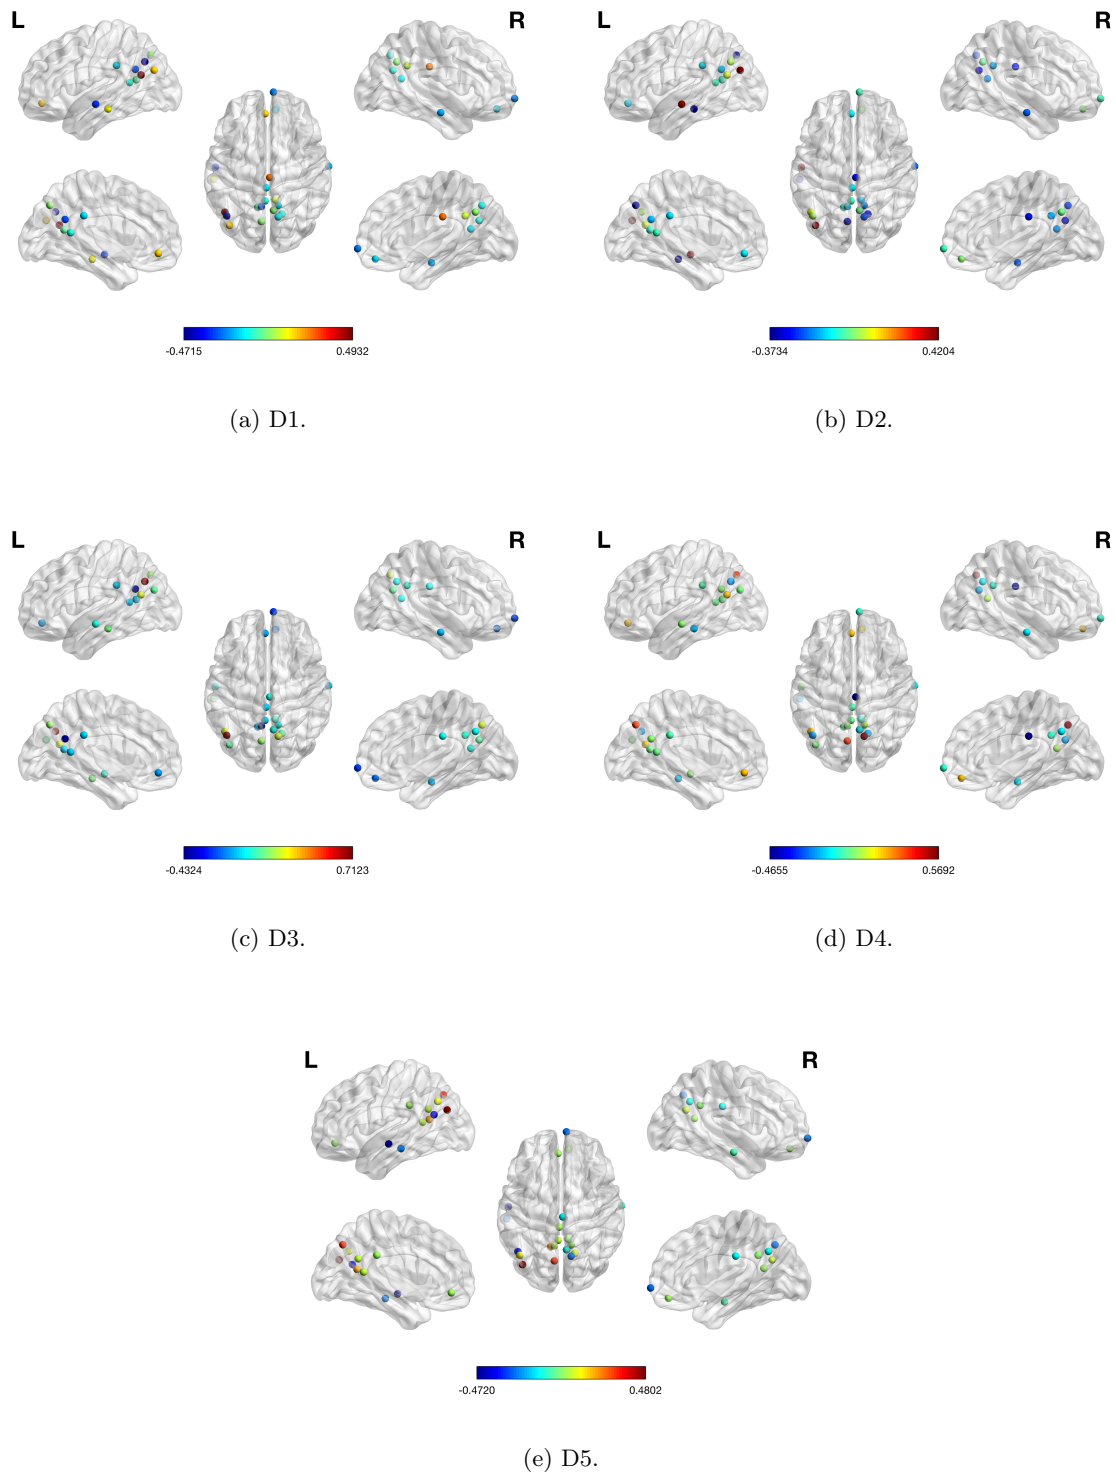 L R
L R
-0.4715 0.4932
-0.3734 0.4204
(a) D1.
(b) D2.
L R
L R
-0.4324 0.7123
-0.4655 0.5692
(c) D3.
(d) D4.
L R
-0.4720 0.4802
(e) D5.